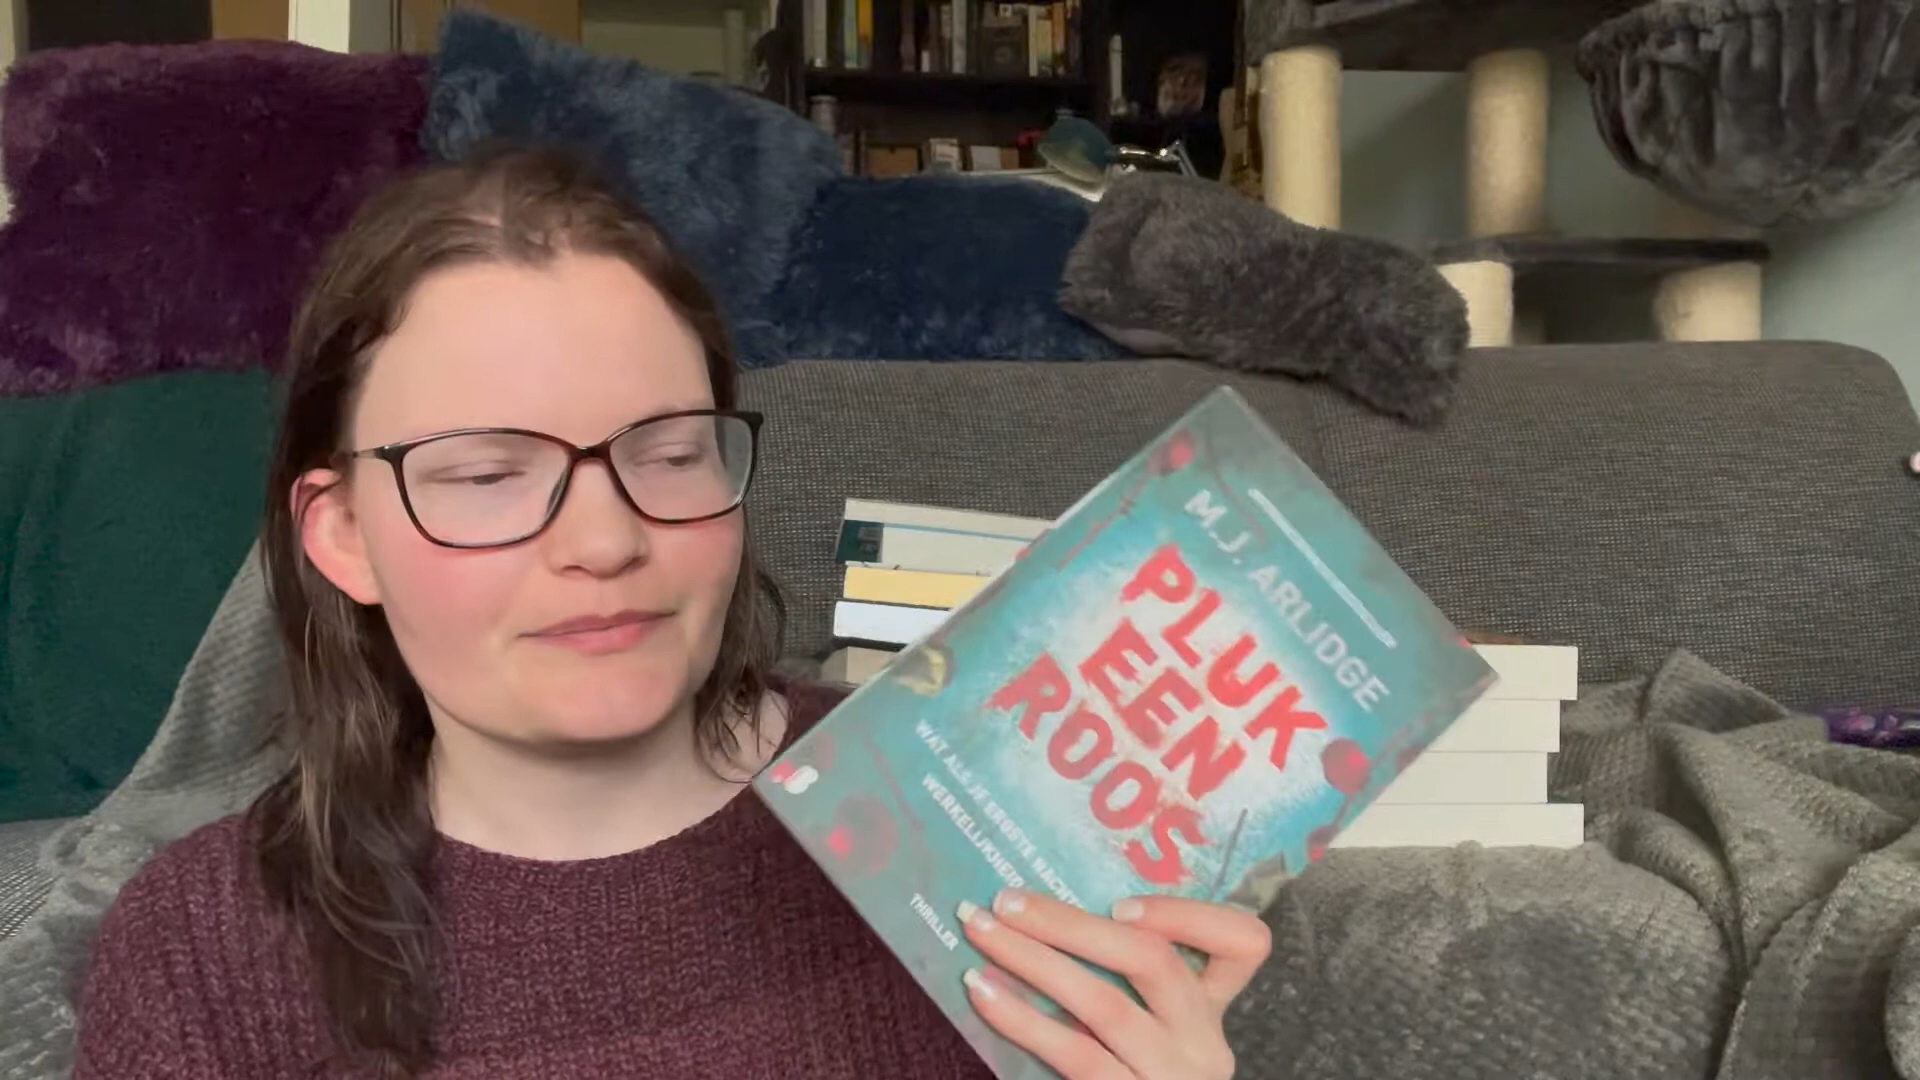 M.J. ARLIDGE
PLUK
EEN
ROOS
WAT ALS JE ERGSTE NACHT
WERKELIJKHEID
THRILLER